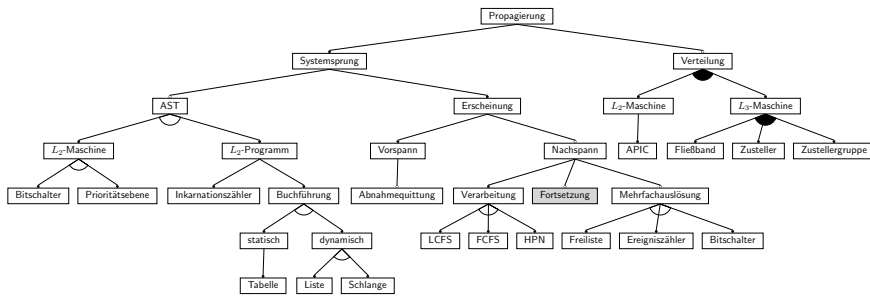 Propagierung
Systemsprung Verteilung
AST Erscheinung L₂-Maschine L₃-Maschine
L₂-Maschine L₂-Programm Vorspann Nachspann APIC Fließband Zusteller Zustellergruppe
Bitschalter Prioritätsebene Inkarnationszähler Buchführung Abnahmequittung Verarbeitung Fortsetzung Mehrfachauslösung
statisch dynamisch LCFS FCFS HPN Freiliste Ereigniszähler Bitschalter
Tabelle Liste Schlange